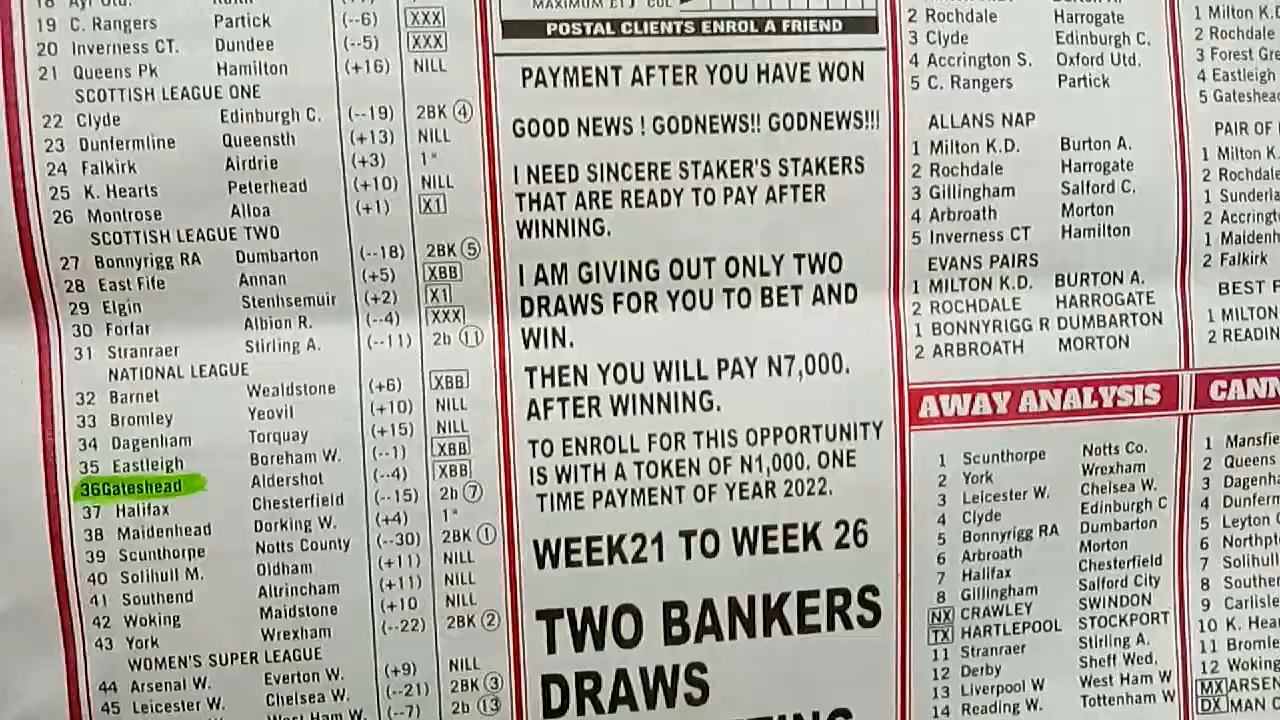 19 C. Rangers Partick (--6) XXX
20 Inverness CT. Dundee (--5) XXX
21 Queens Pk Hamilton (+16) NILL
SCOTTISH LEAGUE ONE
22 Clyde Edinburgh C. (--19) 2BK 4
23 Dunfermline Queensth (+13) NILL
24 Falkirk Airdrie (+3) 1*
25 K. Hearts Peterhead (+10) NILL
26 Montrose Alloa (+1) X1
SCOTTISH LEAGUE TWO
27 Bonnyrigg RA Dumbarton (--18) 2BK 5
28 East Fife Annan (+5) XBB
29 Elgin Stenhsemuir (+2) X1
30 Forfar Albion R. (--4) XXX
31 Stranraer Stirling A. (--11) 2b 11
NATIONAL LEAGUE
32 Barnet Wealdstone (+6) XBB
33 Bromley Yeovil (+10) NILL
34 Dagenham Torquay (+15) NILL
35 Eastleigh Boreham W. (--1) XBB
36Gateshead Aldershot (--4) XBB
37 Halifax Chesterfield (--15) 2b 7
38 Maidenhead Dorking W. (+4) 1*
39 Scunthorpe Notts County (--30) 2BK 1
40 Solihull M. Oldham (+11) NILL
41 Southend Altrincham (+11) NILL
42 Woking Maidstone (+10 NILL
43 York Wrexham (--22) 2BK 2
WOMEN'S SUPER LEAGUE
44 Arsenal W. Everton W. (+9) NILL
45 Leicester W. Chelsea W. (--21) 2BK 3
West Ham W. (--7) 2b 13
POSTAL CLIENTS ENROL A FRIEND
PAYMENT AFTER YOU HAVE WON
GOOD NEWS ! GODNEWS!! GODNEWS!!!
I NEED SINCERE STAKER'S STAKERS
THAT ARE READY TO PAY AFTER
WINNING.
I AM GIVING OUT ONLY TWO
DRAWS FOR YOU TO BET AND
WIN.
THEN YOU WILL PAY N7,000.
AFTER WINNING.
TO ENROLL FOR THIS OPPORTUNITY
IS WITH A TOKEN OF N1,000. ONE
TIME PAYMENT OF YEAR 2022.
WEEK21 TO WEEK 26
TWO BANKERS
DRAWS
2 Rochdale Harrogate
3 Clyde Edinburgh C.
4 Accrington S. Oxford Utd.
5 C. Rangers Partick
ALLANS NAP
1 Milton K.D. Burton A.
2 Rochdale Harrogate
3 Gillingham Salford C.
4 Arbroath Morton
5 Inverness CT Hamilton
EVANS PAIRS
1 MILTON K.D. BURTON A.
2 ROCHDALE HARROGATE
1 BONNYRIGG R DUMBARTON
2 ARBROATH MORTON
AWAY ANALYSIS
1 Scunthorpe Notts Co.
2 York Wrexham
3 Leicester W. Chelsea W.
4 Clyde Edinburgh C
5 Bonnyrigg RA Dumbarton
6 Arbroath Morton
7 Halifax Chesterfield
8 Gillingham Salford City
NX CRAWLEY SWINDON
TX HARTLEPOOL STOCKPORT
11 Stranraer Stirling A.
12 Derby Sheff Wed.
13 Liverpool W West Ham W
14 Reading W. Tottenham W
1 Milton K.
2 Rochdale
3 Forest Gre
4 Eastleigh
5 Gateshead
PAIR OF
1 Milton K.
2 Rochdale
1 Sunderla
2 Accringt
1 Maidenh
2 Falkirk
BEST
1 MILTON
2 READIN
CANN
1 Mansfie
2 Queens
3 Dagenha
4 Dunferm
5 Leyton
6 Northpt
7 Solihull
8 Souther
9 Carlisle
10 K. Hea
11 Bromle
12 Woking
MX ARSEN
DX MAN